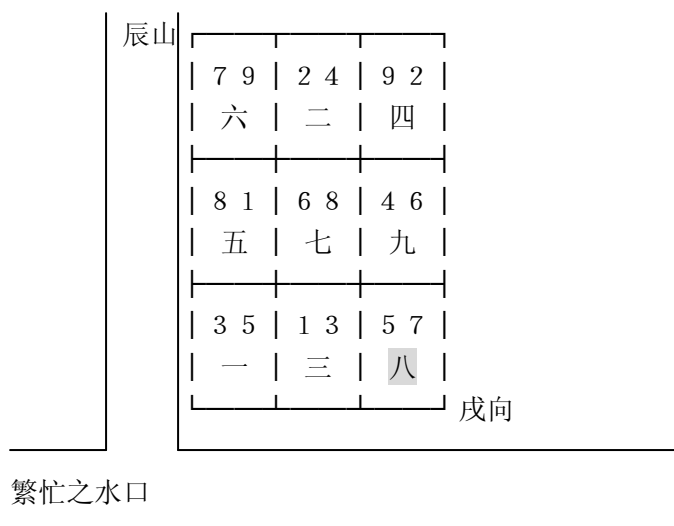 辰山
7 9 2 4 9 2
六 二 四
8 1 6 8 4 6
五 七 九
3 5 1 3 5 7
一 三 八
戌向
繁忙之水口